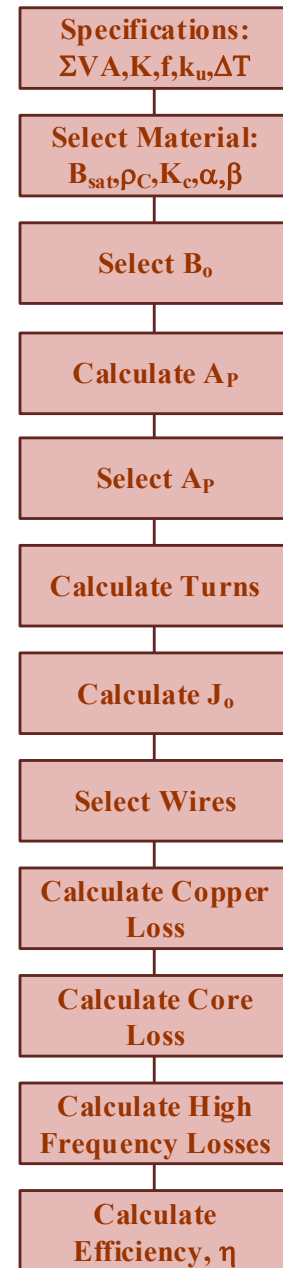 Specifications:
ΣVA,K,f,kᵤ,ΔT
Select Material:
Bsat,ρC,Kc,α,β
Select Bo
Calculate AP
Select AP
Calculate Turns
Calculate Jo
Select Wires
Calculate Copper
Loss
Calculate Core
Loss
Calculate High
Frequency Losses
Calculate
Efficiency, η